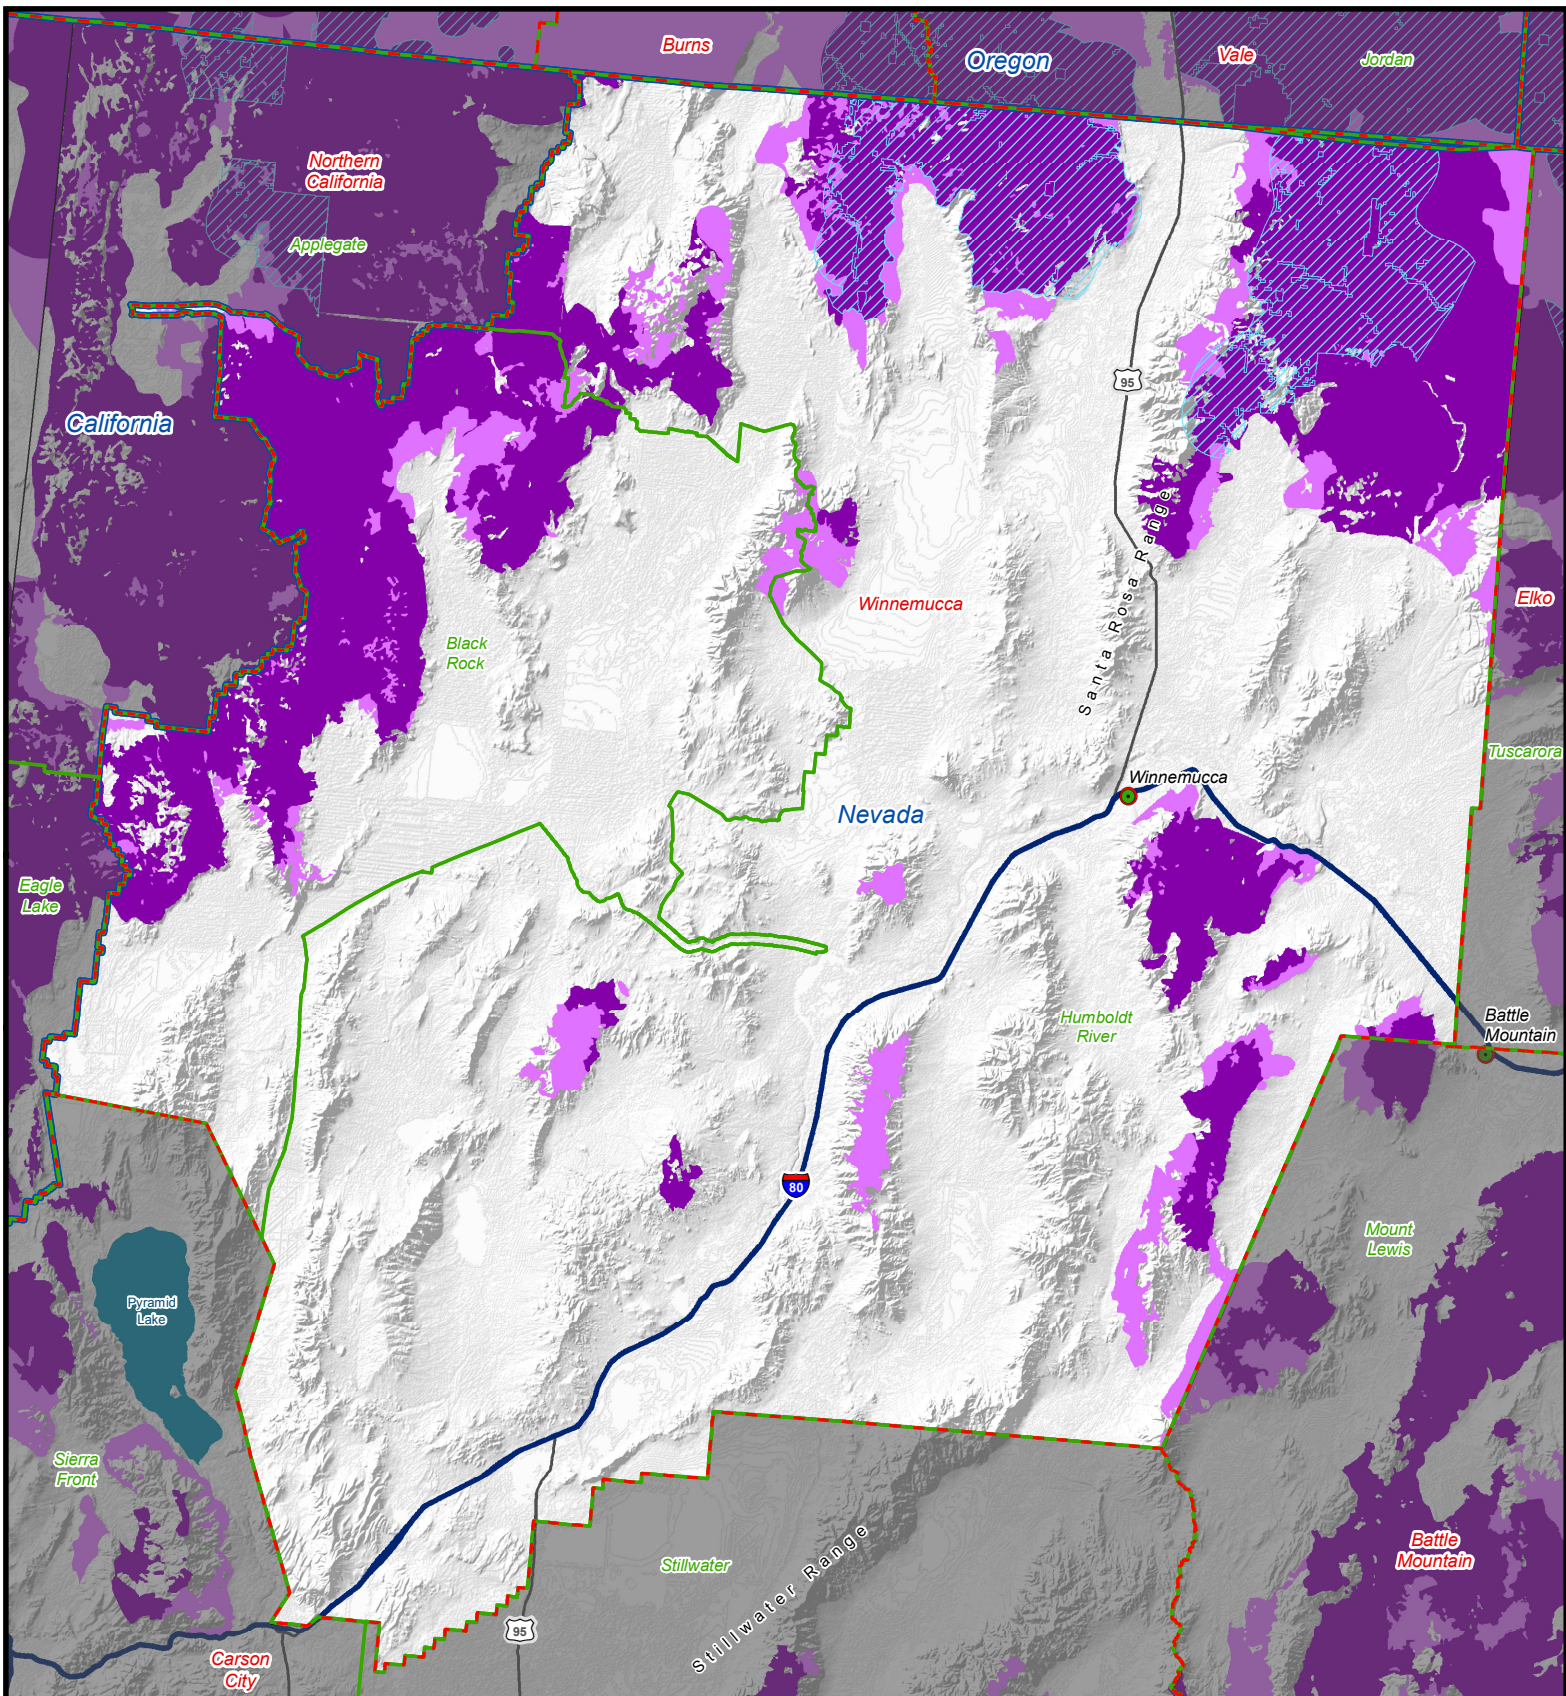 Burns
Oregon
Vale
Jordan
Northern
California
Applegate
95
California
Santa Rosa Range
Winnemucca
Elko
Black
Rock
Tuscarora
Winnemucca
Nevada
Eagle
Lake
Humboldt
River
Battle
Mountain
80
Mount
Lewis
Pyramid
Lake
Sierra
Front
Stillwater
Stillwater Range
Battle
Mountain
95
Carson
City